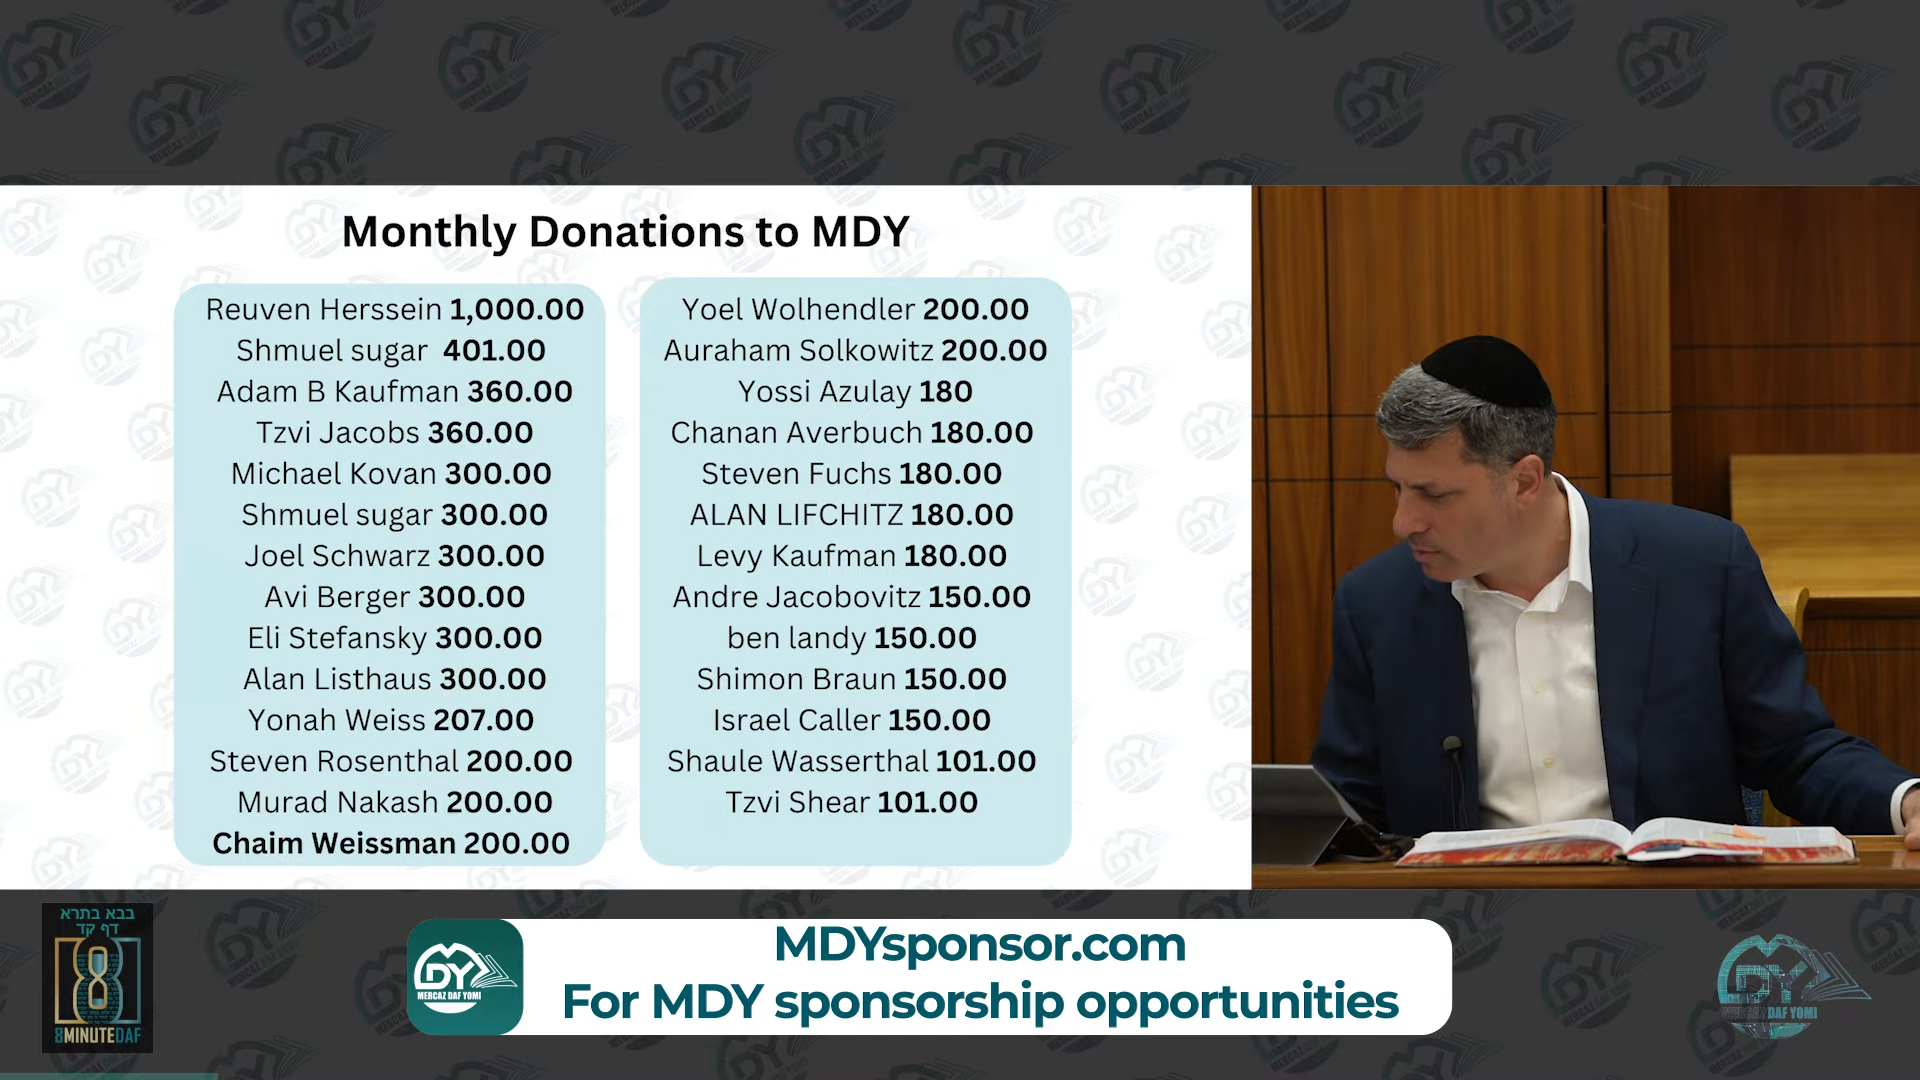 Monthly Donations to MDY
Reuven Herssein 1,000.00
Shmuel sugar 401.00
Adam B Kaufman 360.00
Tzvi Jacobs 360.00
Michael Kovan 300.00
Shmuel sugar 300.00
Joel Schwarz 300.00
Avi Berger 300.00
Eli Stefansky 300.00
Alan Listhaus 300.00
Yonah Weiss 207.00
Steven Rosenthal 200.00
Murad Nakash 200.00
Chaim Weissman 200.00
Yoel Wolhendler 200.00
Auraham Solkowitz 200.00
Yossi Azulay 180
Chanan Averbuch 180.00
Steven Fuchs 180.00
ALAN LIFCHITZ 180.00
Levy Kaufman 180.00
Andre Jacobovitz 150.00
ben landy 150.00
Shimon Braun 150.00
Israel Caller 150.00
Shaule Wasserthal 101.00
Tzvi Shear 101.00
בבא בתרא
דף קד
8
8MINUTEDAF
DY
MERCAZ DAF YOMI
MDYsponsor.com
For MDY sponsorship opportunities
DY
MERCAZ DAF YOMI